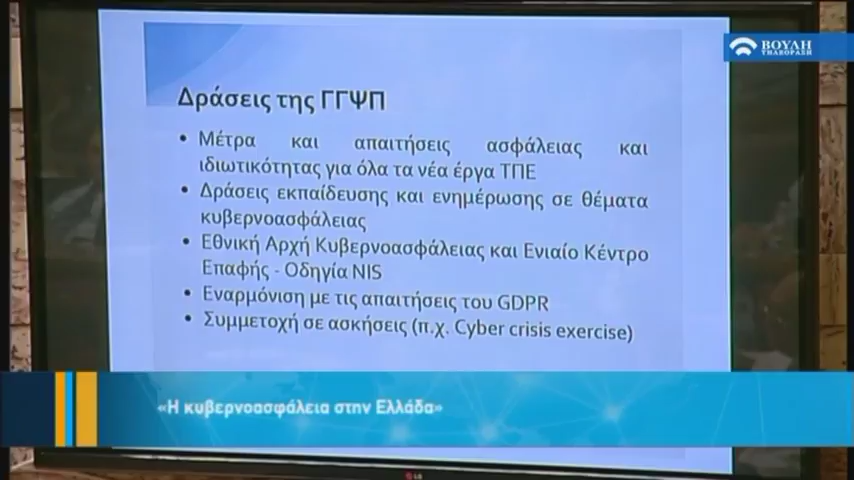 ΒΟΥΛΗ
ΤΗΛΕΟΡΑΣΗ
Δράσεις της ΓΓΨΠ
• Μέτρα και απαιτήσεις ασφάλειας και
ιδιωτικότητας για όλα τα νέα έργα ΤΠΕ
• Δράσεις εκπαίδευσης και ενημέρωσης σε θέματα
κυβερνοασφάλειας
• Εθνική Αρχή Κυβερνοασφάλειας και Ενιαίο Κέντρο
Επαφής - Οδηγία NIS
• Εναρμόνιση με τις απαιτήσεις του GDPR
• Συμμετοχή σε ασκήσεις (π.χ. Cyber crisis exercise)
«Η κυβερνοασφάλεια στην Ελλάδα»
LG